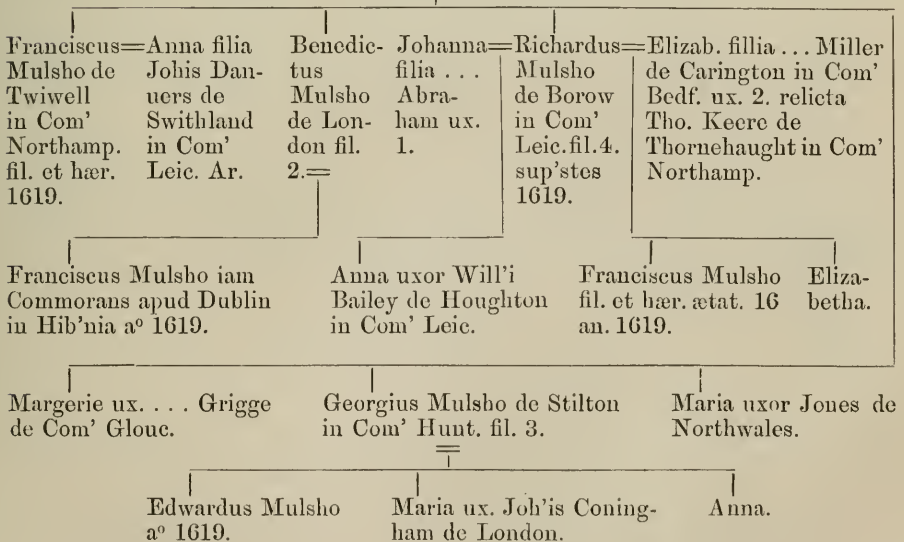 Franciscus=Anna filia
Mulsho de Johis Dan-
Twiwell uers de
in Com' Swithland
Northamp. in Com'
fil. et hær. Leic. Ar.
1619.
Benedic-
tus
Mulsho
de Lon-
don fil.
2.=
Johanna=Richardus=Elizab. fillia ... Miller
filia ... Mulsho de Carington in Com'
Abra- de Borow Bedf. ux. 2. relicta
ham ux. in Com' Tho. Keere de
1. Leic. fil. 4. Thornehaught in Com'
sup'stes Northamp.
1619.
Franciscus Mulsho iam
Commorans apud Dublin
in Hib'nia aº 1619.
Anna uxor Will'i
Bailey de Houghton
in Com' Leic.
Franciscus Mulsho
fil. et hær. ætat. 16
an. 1619.
Eliza-
betha.
Margerie ux. .... Grigge
de Com' Glouc.
Georgius Mulsho de Stilton
in Com' Hunt. fil. 3.
=
Maria uxor Jones de
Northwales.
Edwardus Mulsho
aº 1619.
Maria ux. Joh'is Coning-
ham de London.
Anna.